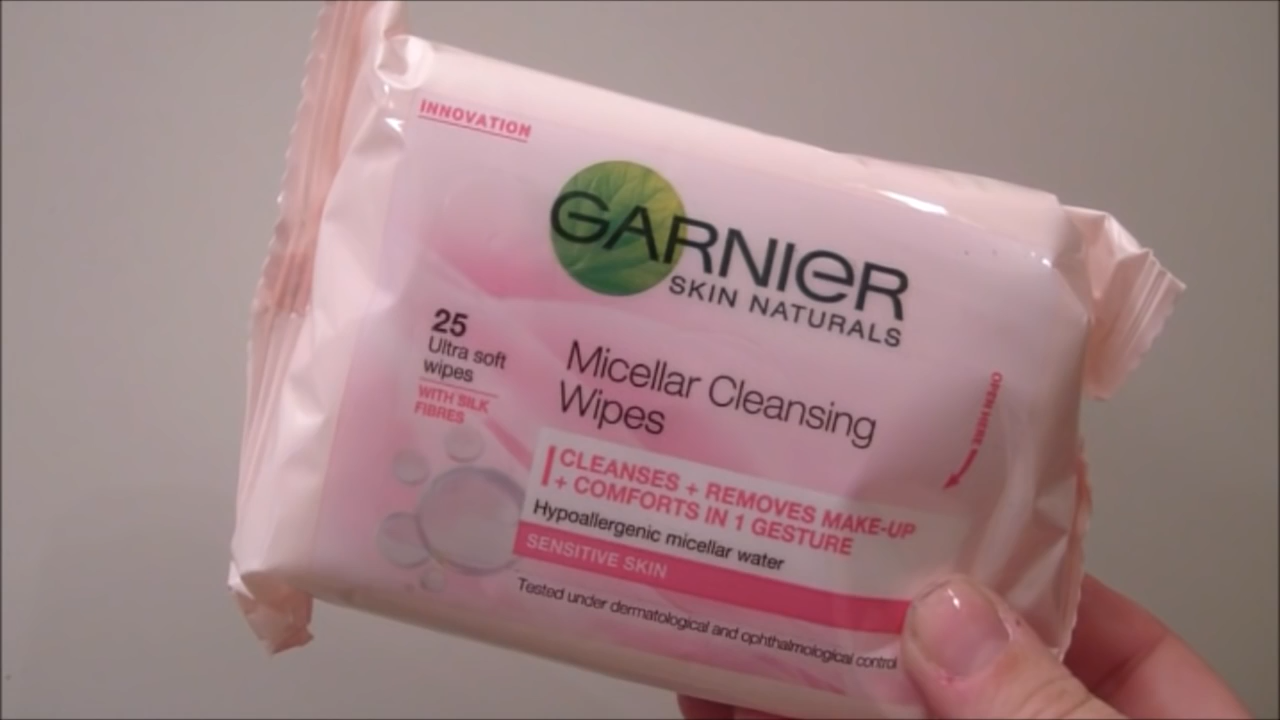 INNOVATION
GARNIER
SKIN NATURALS
25
Ultra soft
wipes
WITH SILK
FIBRES
Micellar Cleansing
Wipes
OPEN HERE
CLEANSES + REMOVES MAKE-UP
+ COMFORTS IN 1 GESTURE
Hypoallergenic micellar water
SENSITIVE SKIN
Tested under dermatological and ophthalmological control